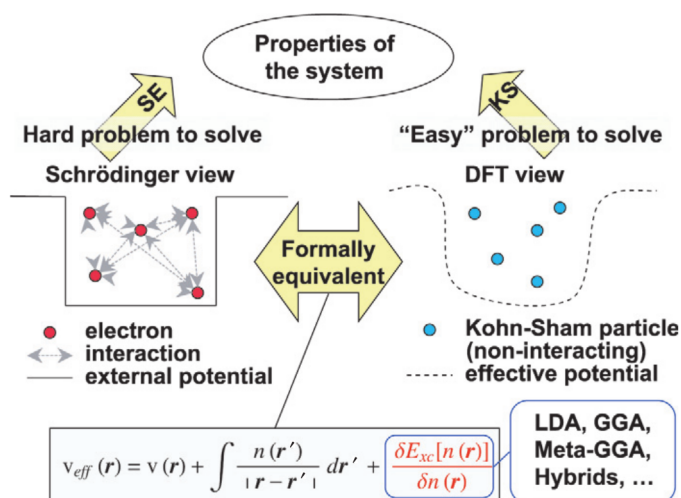 Properties of
the system
SE
KS
Hard problem to solve
“Easy” problem to solve
Schrödinger view
DFT view
Formally
equivalent
electron
interaction
external potential
Kohn-Sham particle
(non-interacting)
effective potential
v_eff (r) = v (r) + ∫ n (r′) / | r – r′ | dr′ + δE_xc[n (r)] / δn (r)
LDA, GGA,
Meta-GGA,
Hybrids, ...